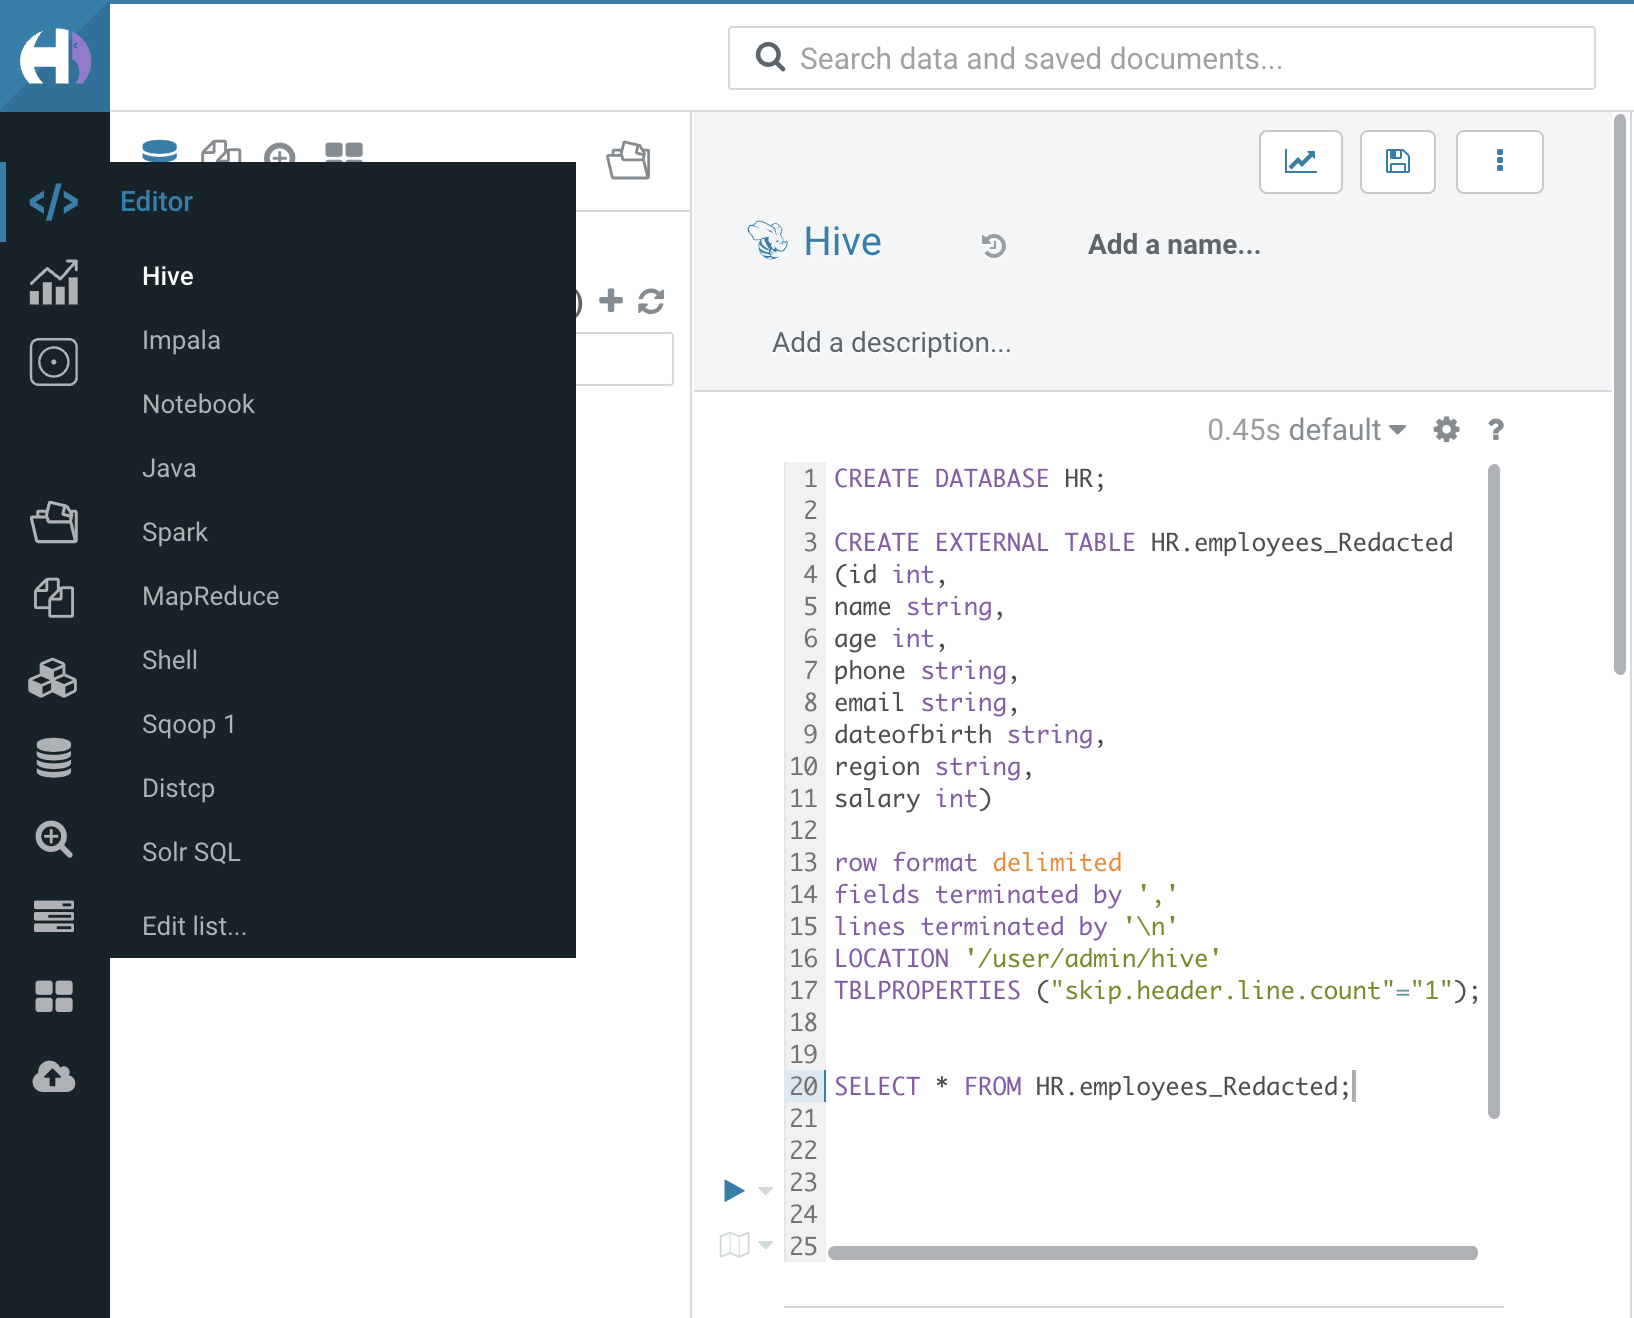 Search data and saved documents...
Editor
Hive
Impala
Notebook
Java
Spark
MapReduce
Shell
Sqoop 1
Distcp
Solr SQL
Edit list...
Hive
Add a name...
Add a description...
0.45s default
?
1 CREATE DATABASE HR;
2
3 CREATE EXTERNAL TABLE HR.employees_Redacted
4 (id int,
5 name string,
6 age int,
7 phone string,
8 email string,
9 dateofbirth string,
10 region string,
11 salary int)
12
13 row format delimited
14 fields terminated by ','
15 lines terminated by '\n'
16 LOCATION '/user/admin/hive'
17 TBLPROPERTIES ("skip.header.line.count"="1");
18
19
20 SELECT * FROM HR.employees_Redacted;
21
22
23
24
25